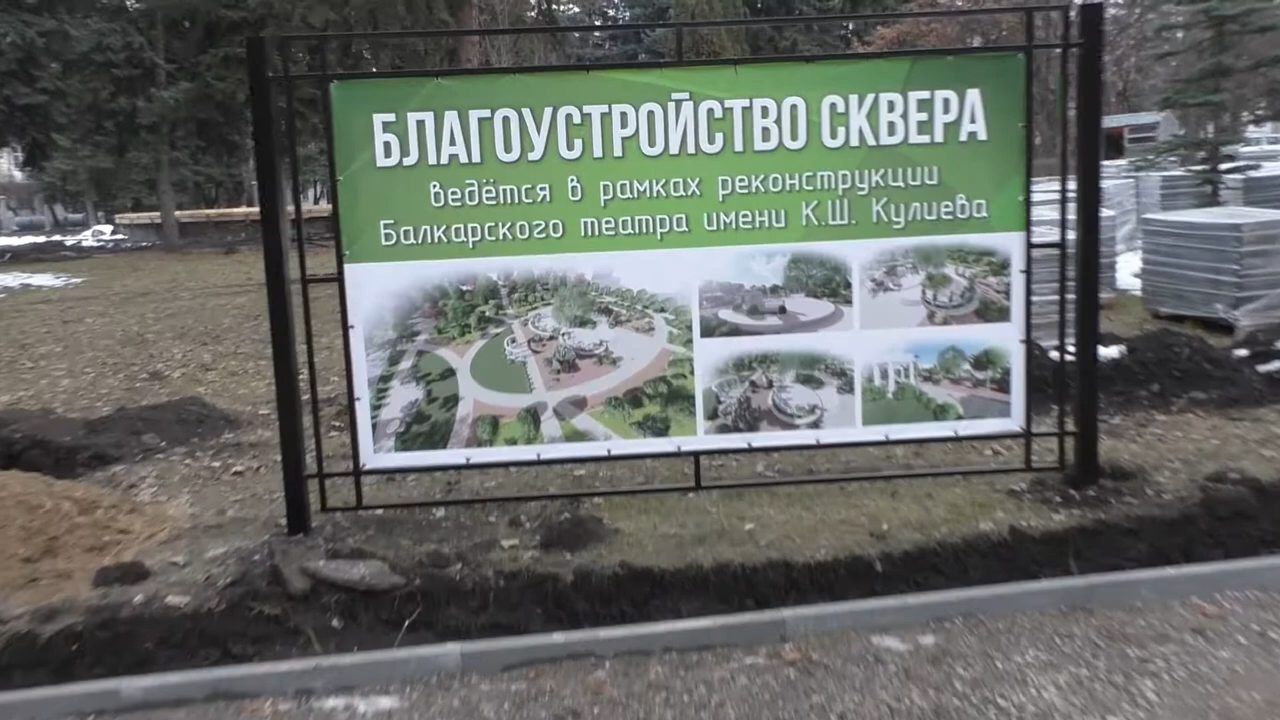 БЛАГОУСТРОЙСТВО СКВЕРА
ведётся в рамках реконструкции
Балкарского театра имени К.Ш. Кулиева